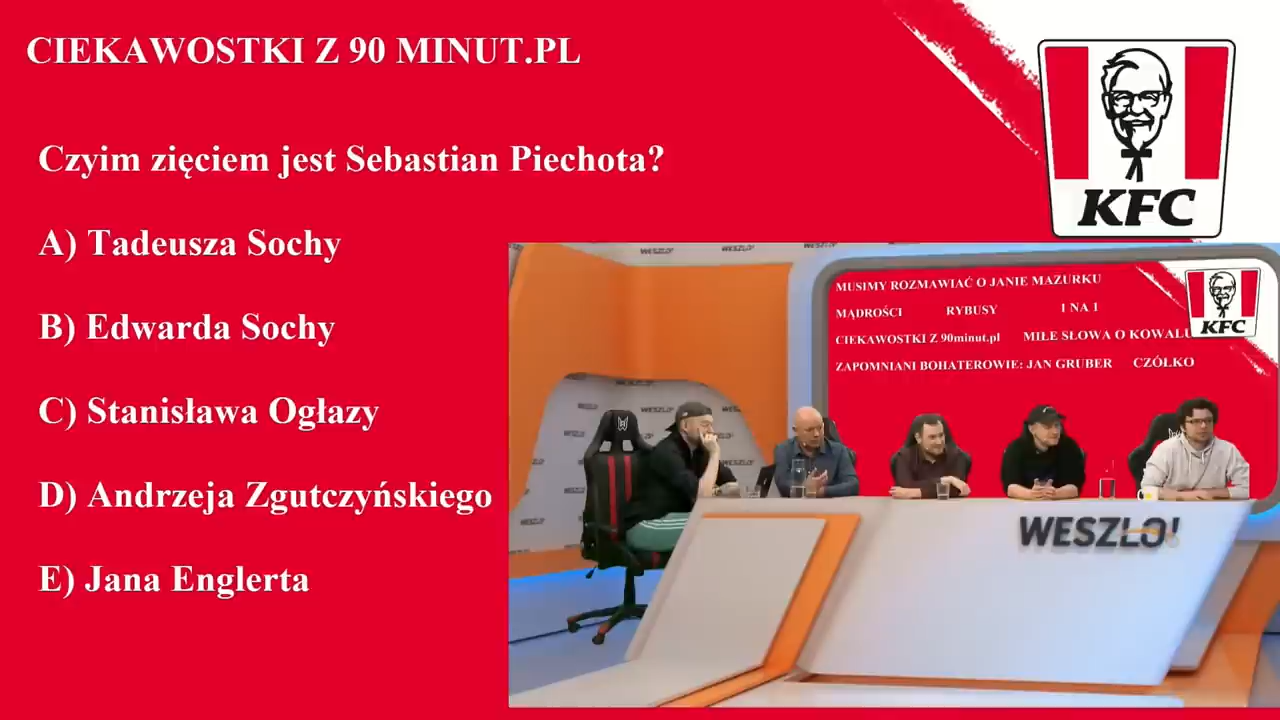 CIEKAWOSTKI Z 90 MINUT.PL
Czyim zięciem jest Sebastian Piechota?
A) Tadeusza Sochy
B) Edwarda Sochy
C) Stanisława Ogłazy
D) Andrzeja Zgutczyńskiego
E) Jana Englerta
KFC
MUSIMY ROZMAWIAĆ O JANIE MAZURKU
MĄDROŚCI RYBUSY 1 NA 1
CIEKAWOSTKI Z 90minut.pl MIŁE SŁOWA O KOWALU
ZAPOMNIANI BOHATEROWIE: JAN GRUBER CZÓŁKO
KFC
WESZŁO!